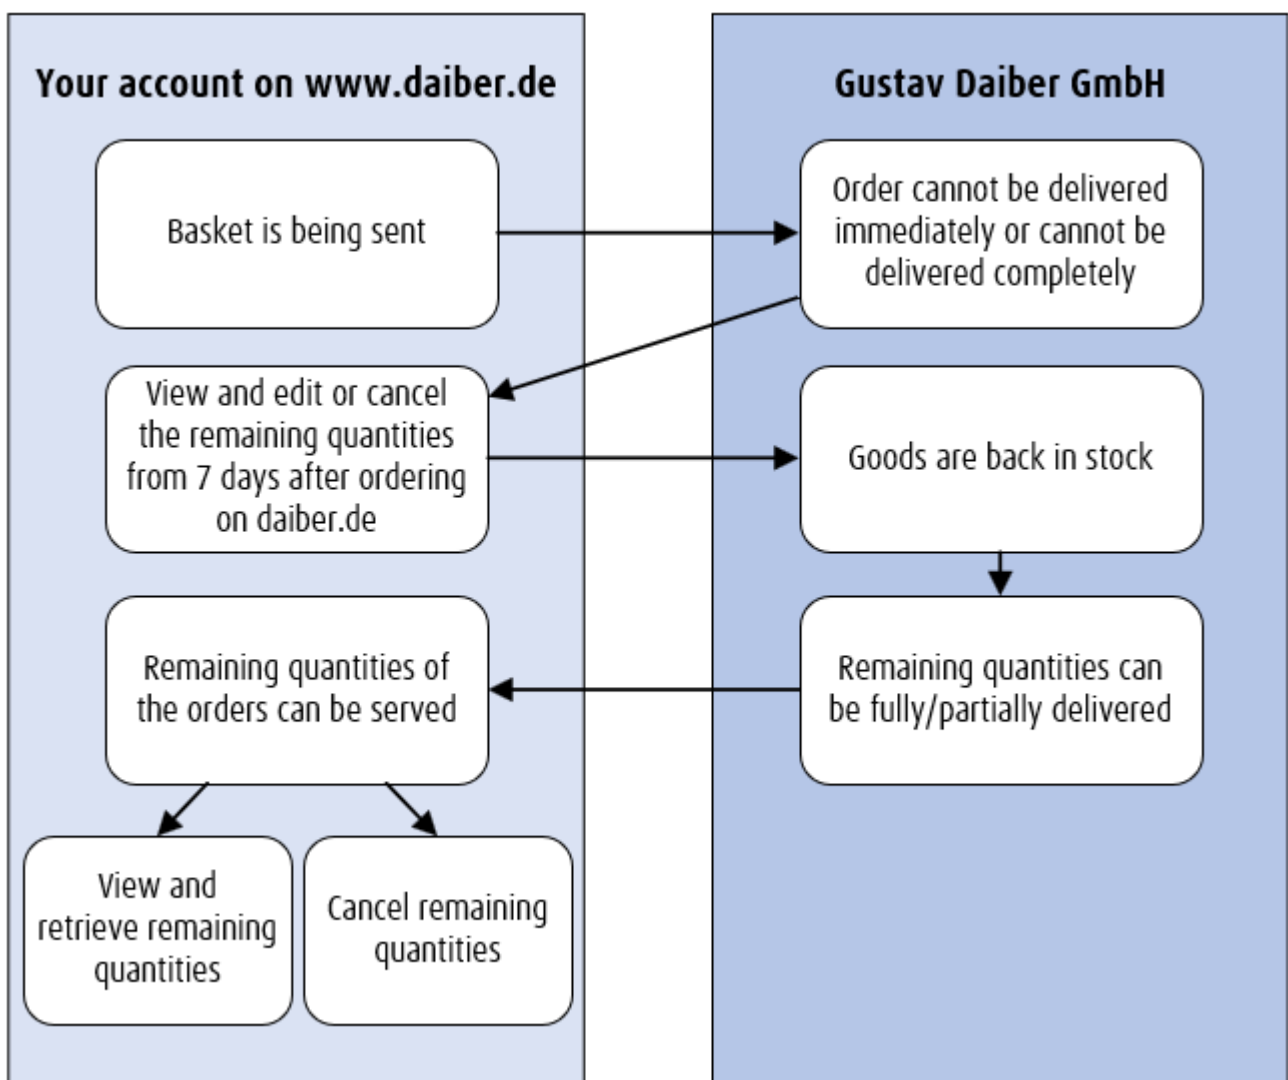 Your account on www.daiber.de
Gustav Daiber GmbH
Basket is being sent
Order cannot be delivered
immediately or cannot be
delivered completely
View and edit or cancel
the remaining quantities
from 7 days after ordering
on daiber.de
Goods are back in stock
Remaining quantities of
the orders can be served
Remaining quantities can
be fully/partially delivered
View and
retrieve remaining
quantities
Cancel remaining
quantities